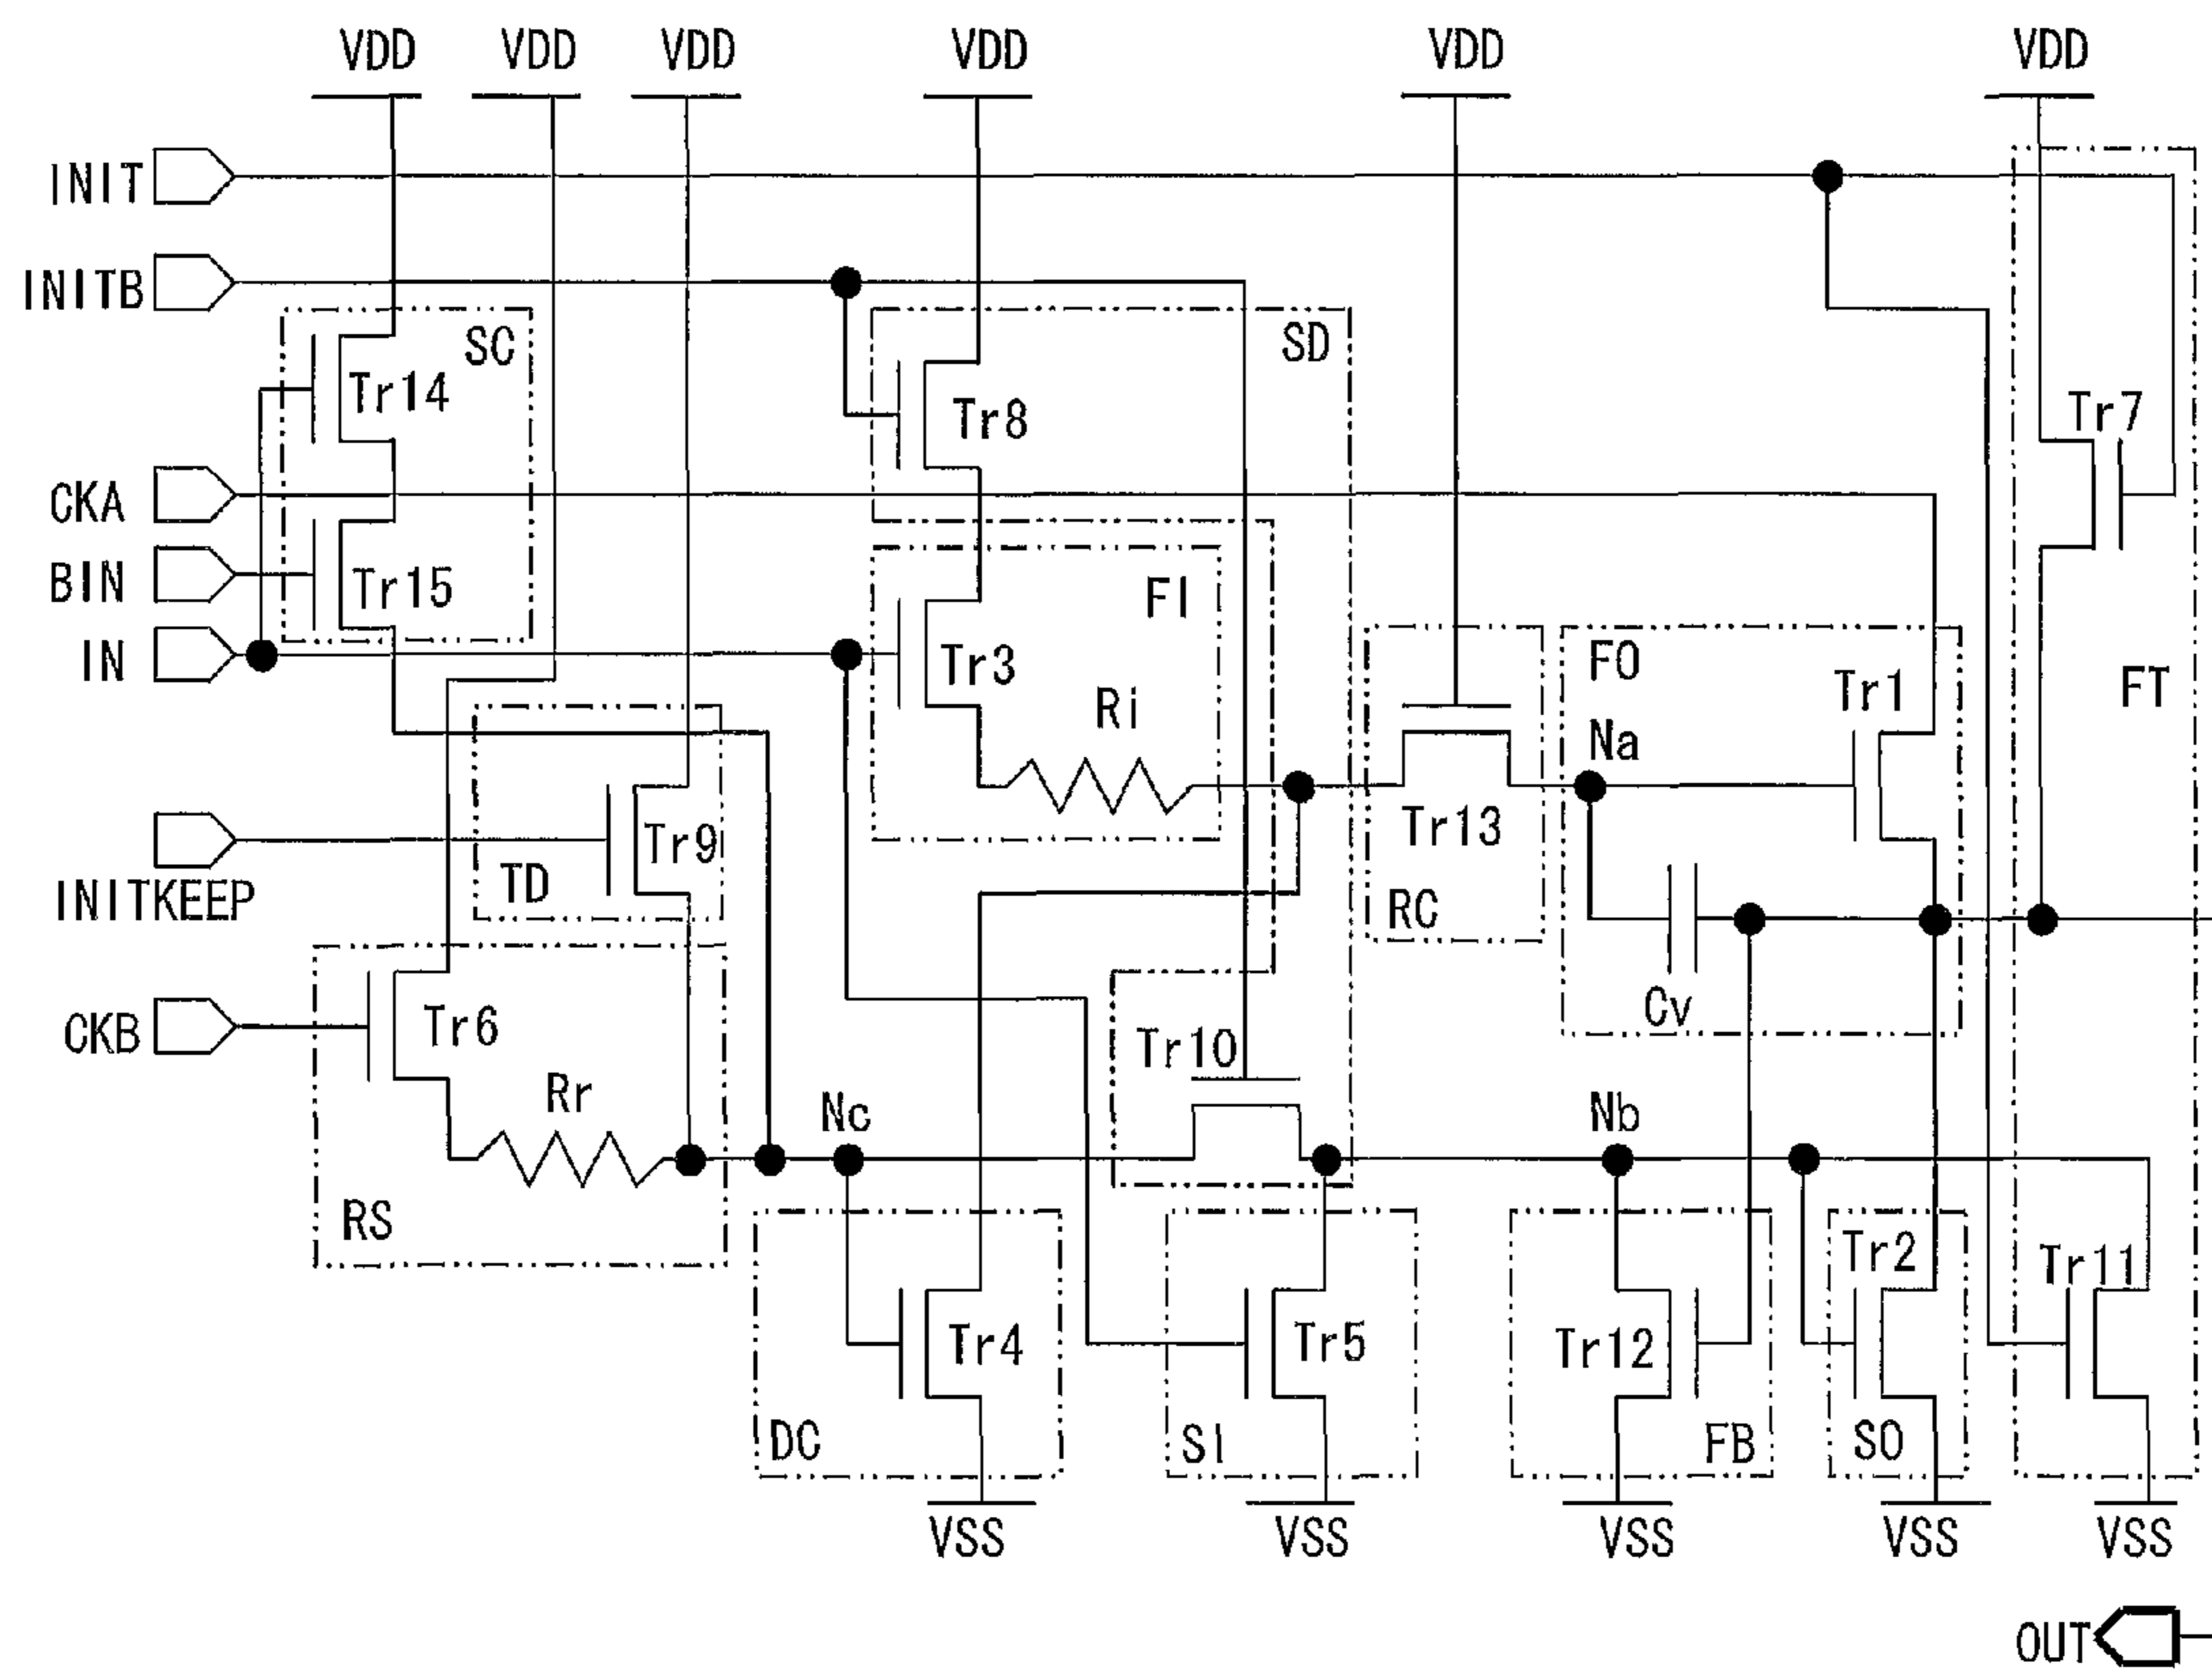 VDD VDD VDD VDD VDD VDD
INIT
INITB
SC
SD
Tr14
Tr8
Tr7
CKA
BIN
Tr15
FI
IN
Tr3
Ri
FO
Tr1
FT
Na
Tr13
Tr9
TD
INITKEEP
RC
Cv
CKB
Tr6
Tr10
Rr
Nc
Nb
RS
Tr2
Tr11
Tr4
Tr5
Tr12
DC
SI
FB
SO
VSS VSS VSS VSS VSS
OUT